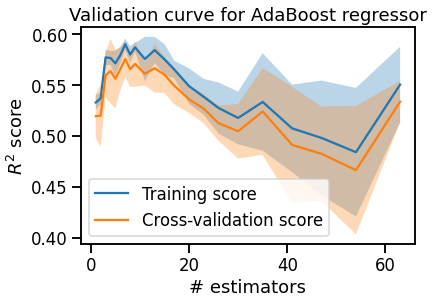 Validation curve for AdaBoost regressor
0.60
0.55
0.50
0.45
0.40
R² score
Training score
Cross-validation score
0 20 40 60
# estimators